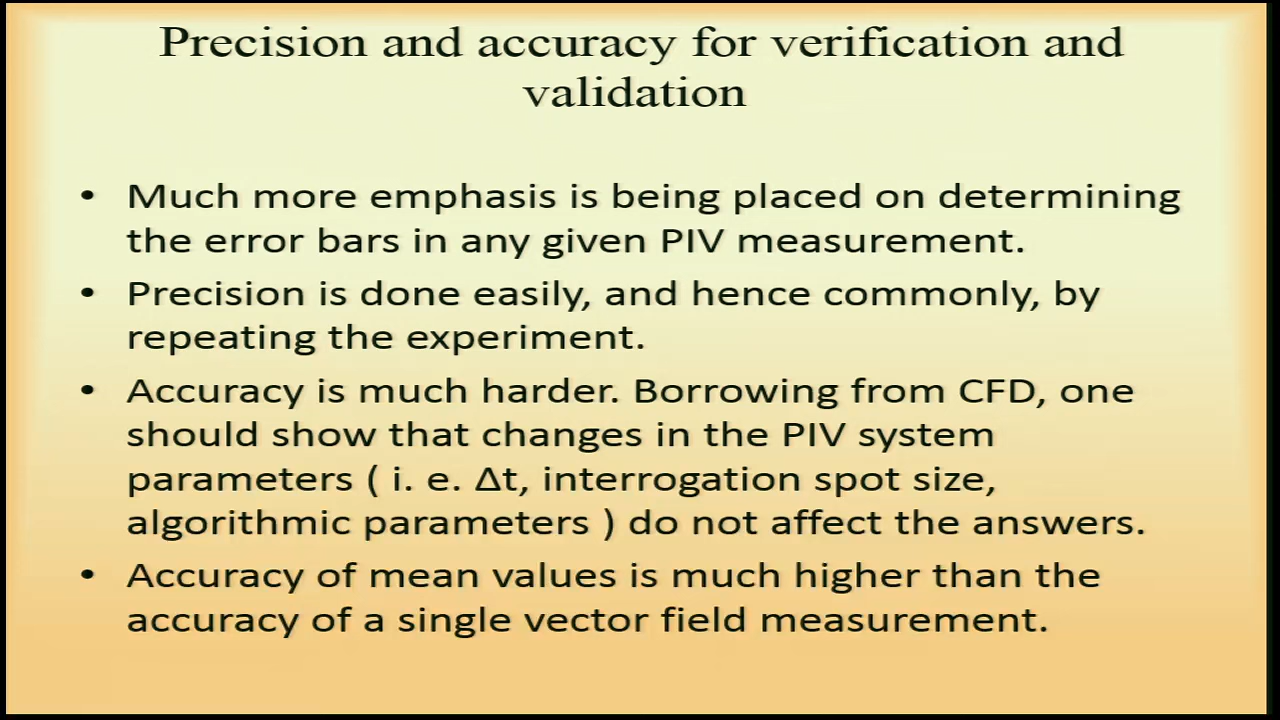 Precision and accuracy for verification and
validation
• Much more emphasis is being placed on determining
the error bars in any given PIV measurement.
• Precision is done easily, and hence commonly, by
repeating the experiment.
• Accuracy is much harder. Borrowing from CFD, one
should show that changes in the PIV system
parameters ( i. e. Δt, interrogation spot size,
algorithmic parameters ) do not affect the answers.
• Accuracy of mean values is much higher than the
accuracy of a single vector field measurement.